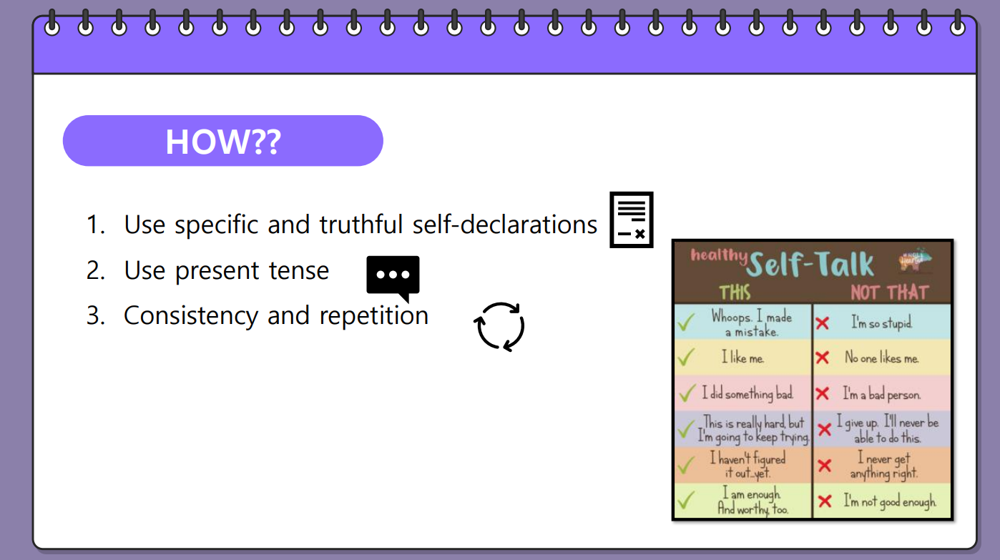 HOW??
1. Use specific and truthful self-declarations
2. Use present tense
3. Consistency and repetition
healthy Self-Talk
THIS
NOT THAT
Whoops. I made
a mistake.
I'm so stupid.
I like me.
No one likes me.
I did something bad.
I'm a bad person.
This is really hard, but
I'm going to keep trying.
I give up. I'll never be
able to do this.
I haven't figured
it out...yet.
I never get
anything right.
I am enough.
And worthy, too.
I'm not good enough.